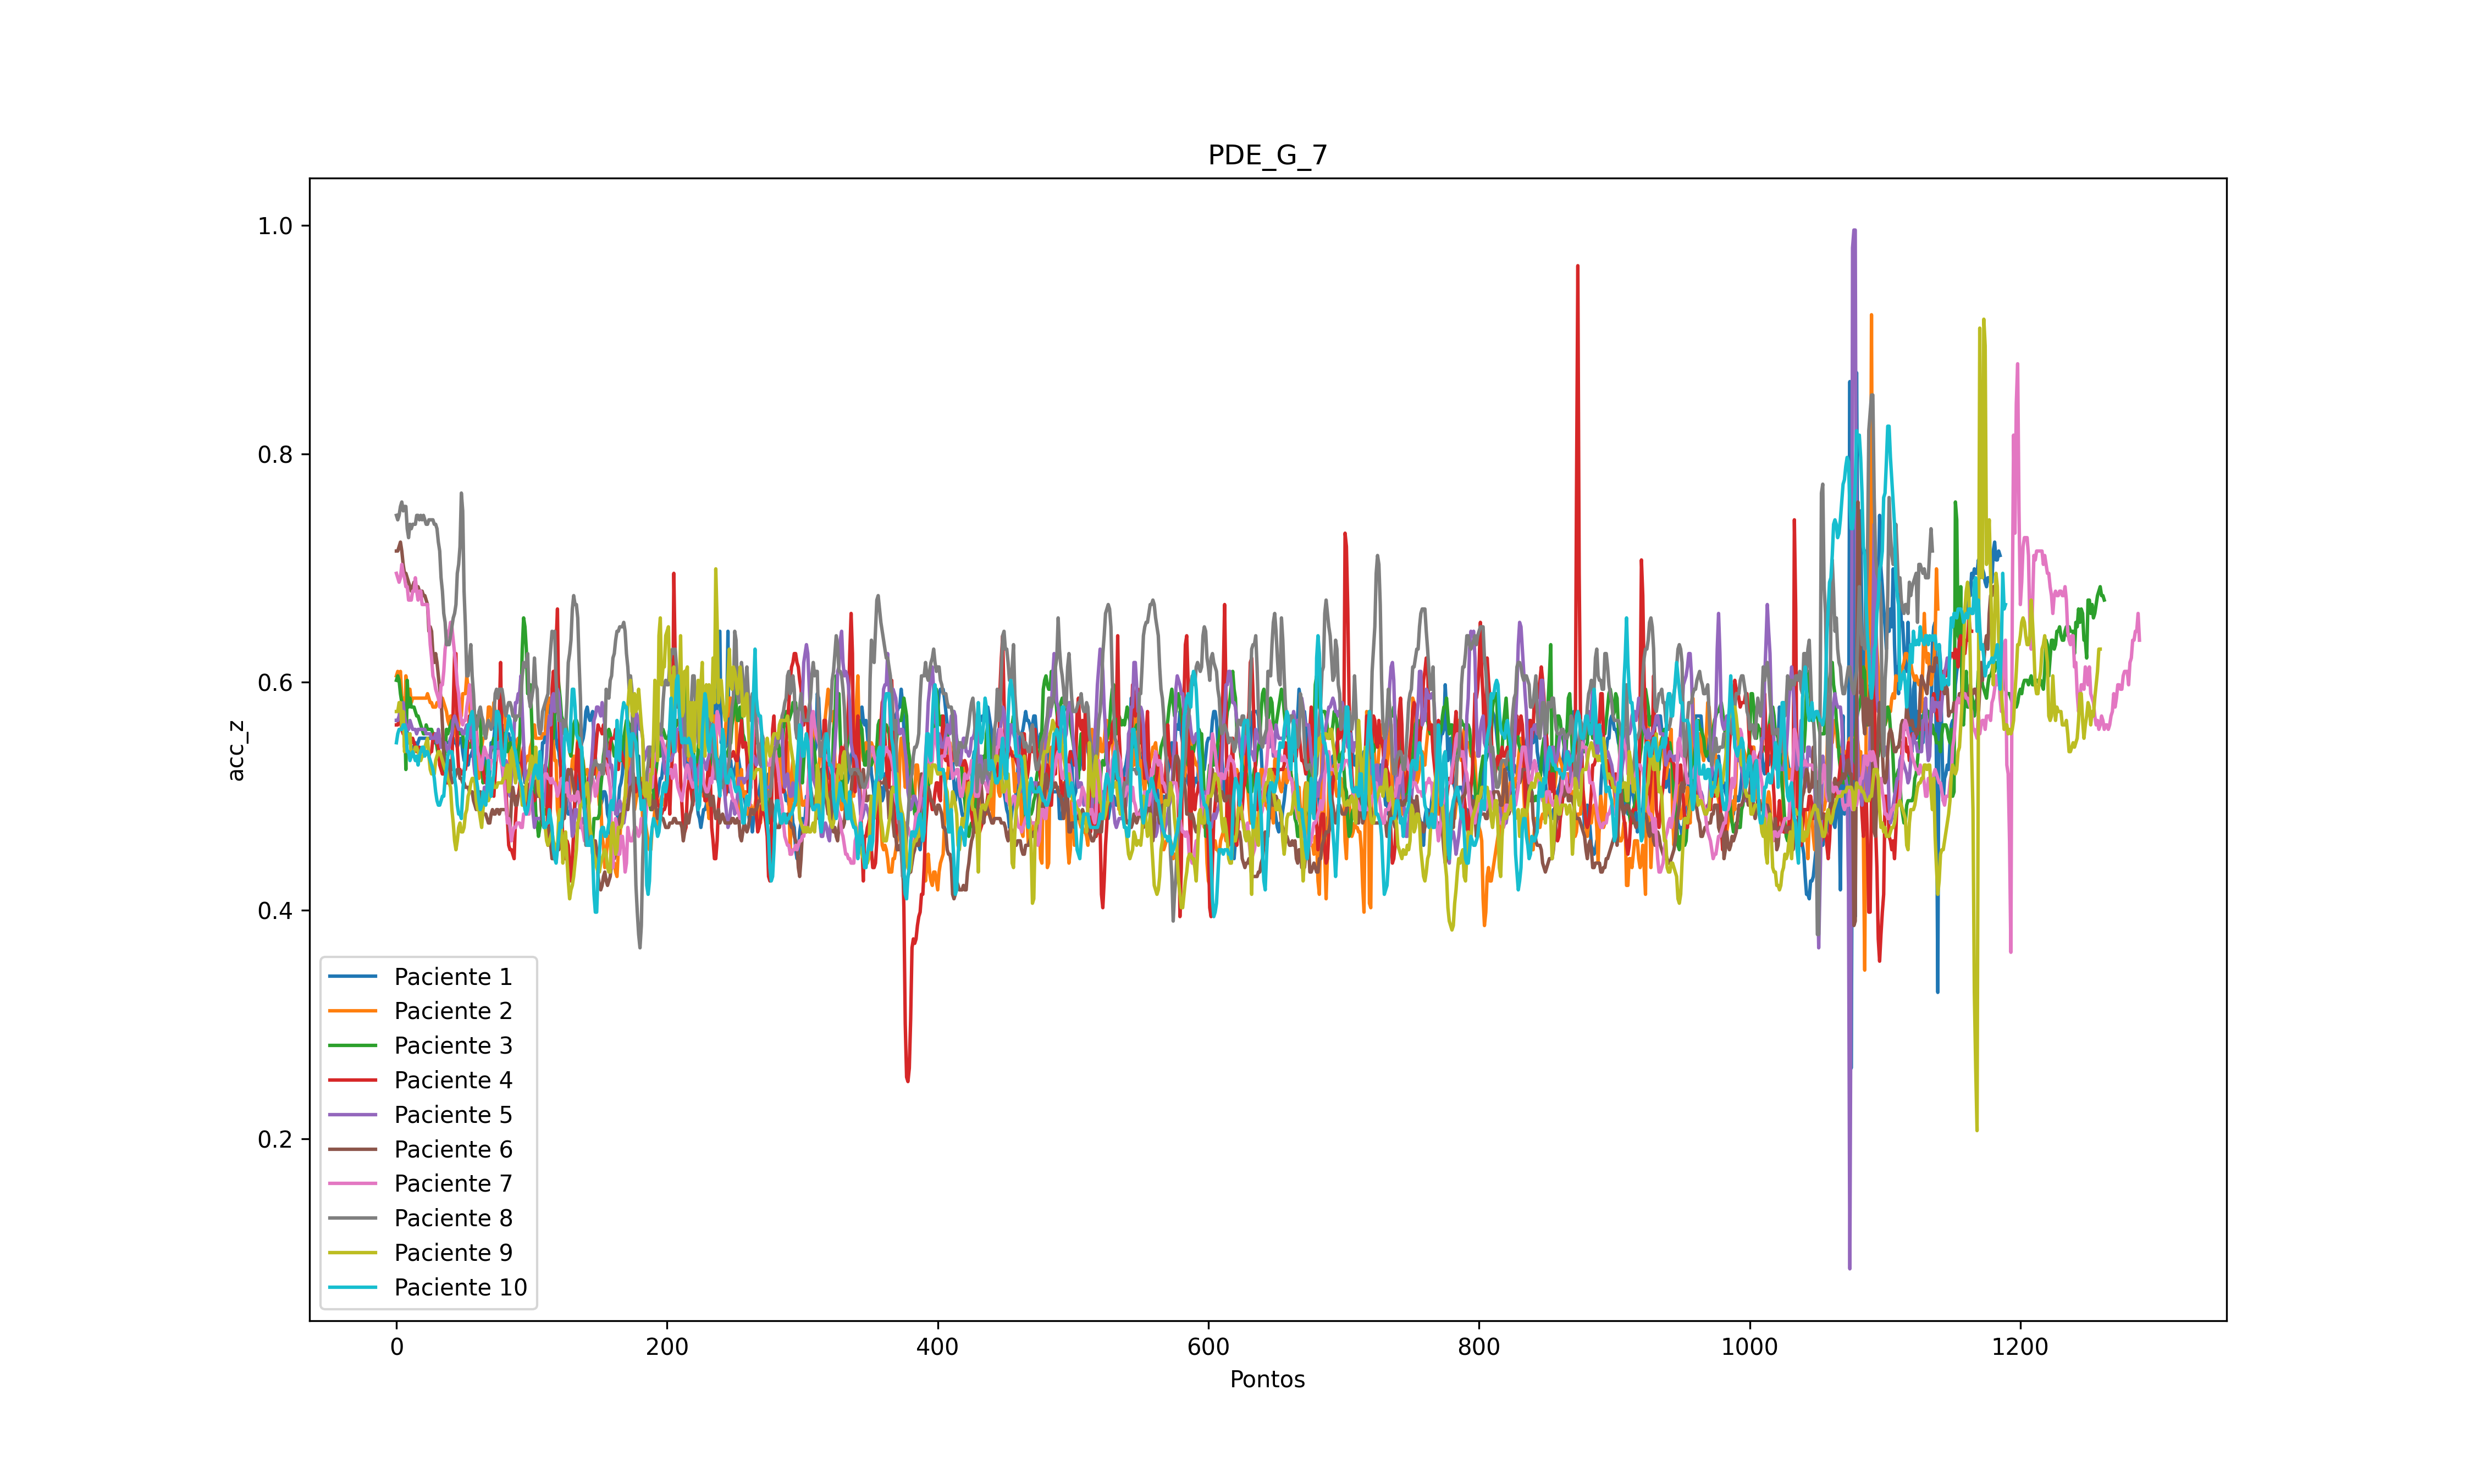 PDE_G_7
1.0
0.8
0.6
0.4
0.2
acc_z
Paciente 1
Paciente 2
Paciente 3
Paciente 4
Paciente 5
Paciente 6
Paciente 7
Paciente 8
Paciente 9
Paciente 10
0 200 400 600 800 1000 1200
Pontos